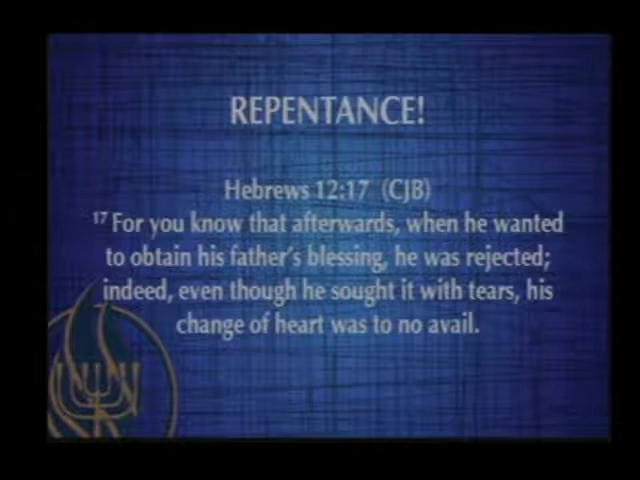 REPENTANCE!
Hebrews 12:17 (CJB)
17 For you know that afterwards, when he wanted
to obtain his father's blessing, he was rejected;
indeed, even though he sought it with tears, his
change of heart was to no avail.